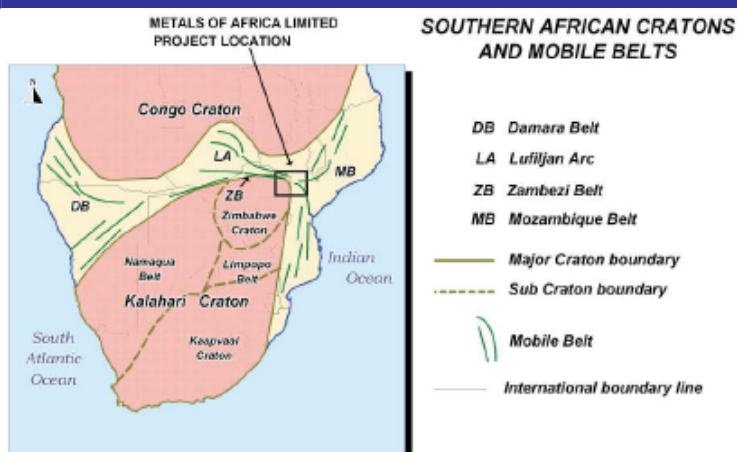 METALS OF AFRICA LIMITED
PROJECT LOCATION
SOUTHERN AFRICAN CRATONS
AND MOBILE BELTS
N
Congo Craton
LA
MB
DB
ZB
Zimbabwe
Craton
Namaqua
Belt
Limpopo
Belt
Indian
Ocean
Kalahari Craton
South
Atlantic
Ocean
Kaapvaal
Craton
DB Damara Belt
LA Lufiljan Arc
ZB Zambezi Belt
MB Mozambique Belt
Major Craton boundary
Sub Craton boundary
Mobile Belt
International boundary line